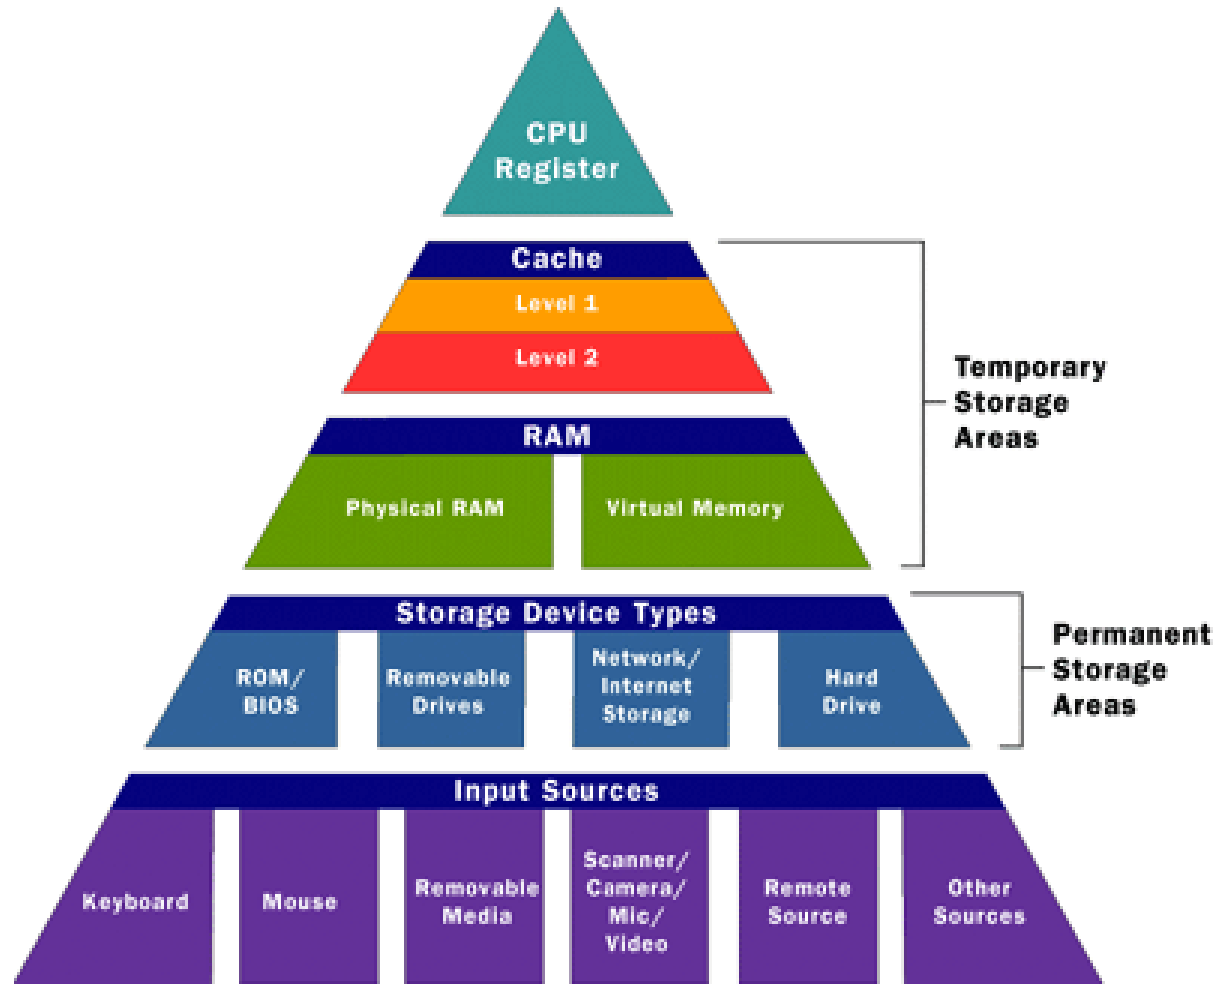 CPU
Register
Cache
Level 1
Level 2
Temporary
Storage
Areas
RAM
Physical RAM
Virtual Memory
Storage Device Types
ROM/
BIOS
Removable
Drives
Network/
Internet
Storage
Hard
Drive
Permanent
Storage
Areas
Input Sources
Keyboard
Mouse
Removable
Media
Scanner/
Camera/
Mic/
Video
Remote
Source
Other
Sources